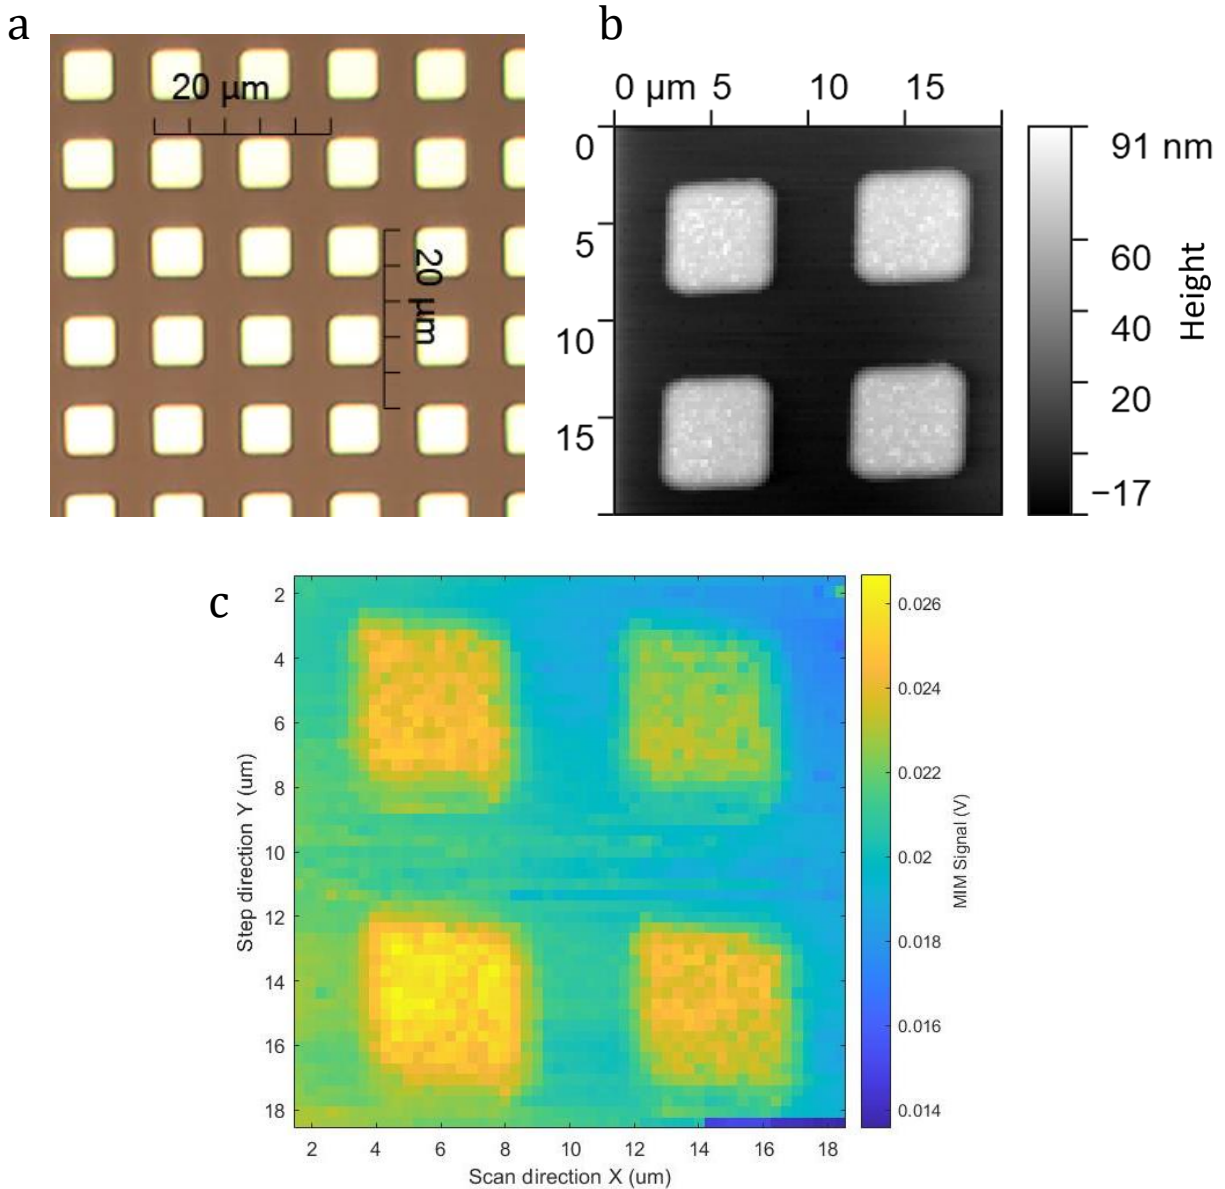 a
20 µm
20 µm
b
0 µm 5 10 15
0
5
10
15
91 nm
60
40
20
−17
Height
c
2
4
6
8
10
12
14
16
18
Step direction Y (um)
2 4 6 8 10 12 14 16 18
Scan direction X (um)
0.026
0.024
0.022
0.02
0.018
0.016
0.014
MIM Signal (V)